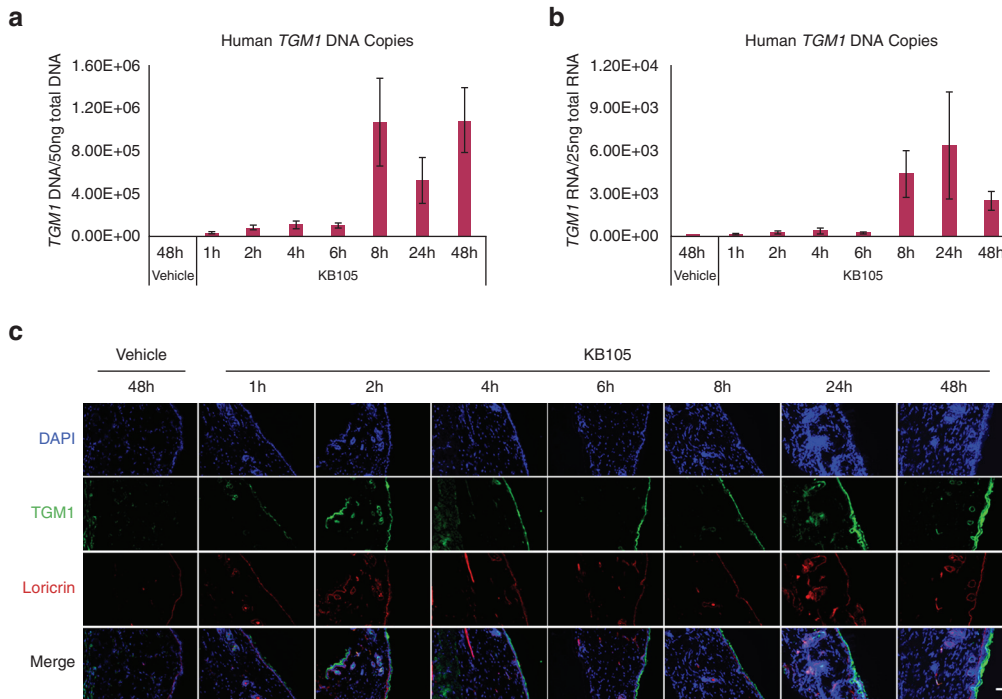 a
Human TGM1 DNA Copies
TGM1 DNA/50ng total DNA
1.60E+06
1.20E+06
8.00E+05
4.00E+05
0.00E+00
48h 1h 2h 4h 6h 8h 24h 48h
Vehicle KB105
b
Human TGM1 DNA Copies
TGM1 RNA/25ng total RNA
1.20E+04
9.00E+03
6.00E+03
3.00E+03
0.00E+00
48h 1h 2h 4h 6h 8h 24h 48h
Vehicle KB105
c
Vehicle KB105
48h 1h 2h 4h 6h 8h 24h 48h
DAPI
TGM1
Loricrin
Merge